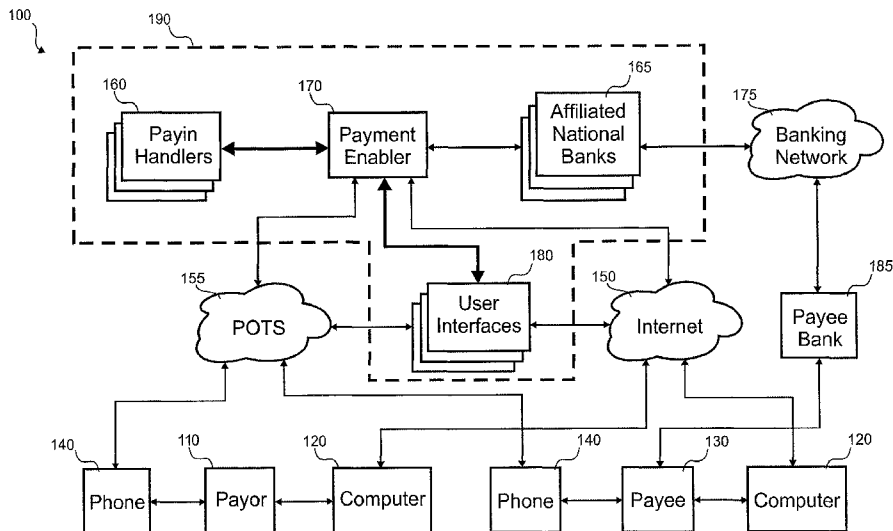 100
190
160
Payin
Handlers
170
Payment
Enabler
165
Affiliated
National
Banks
175
Banking
Network
155
POTS
180
User
Interfaces
150
Internet
185
Payee
Bank
140
Phone
110
Payor
120
Computer
140
Phone
130
Payee
120
Computer